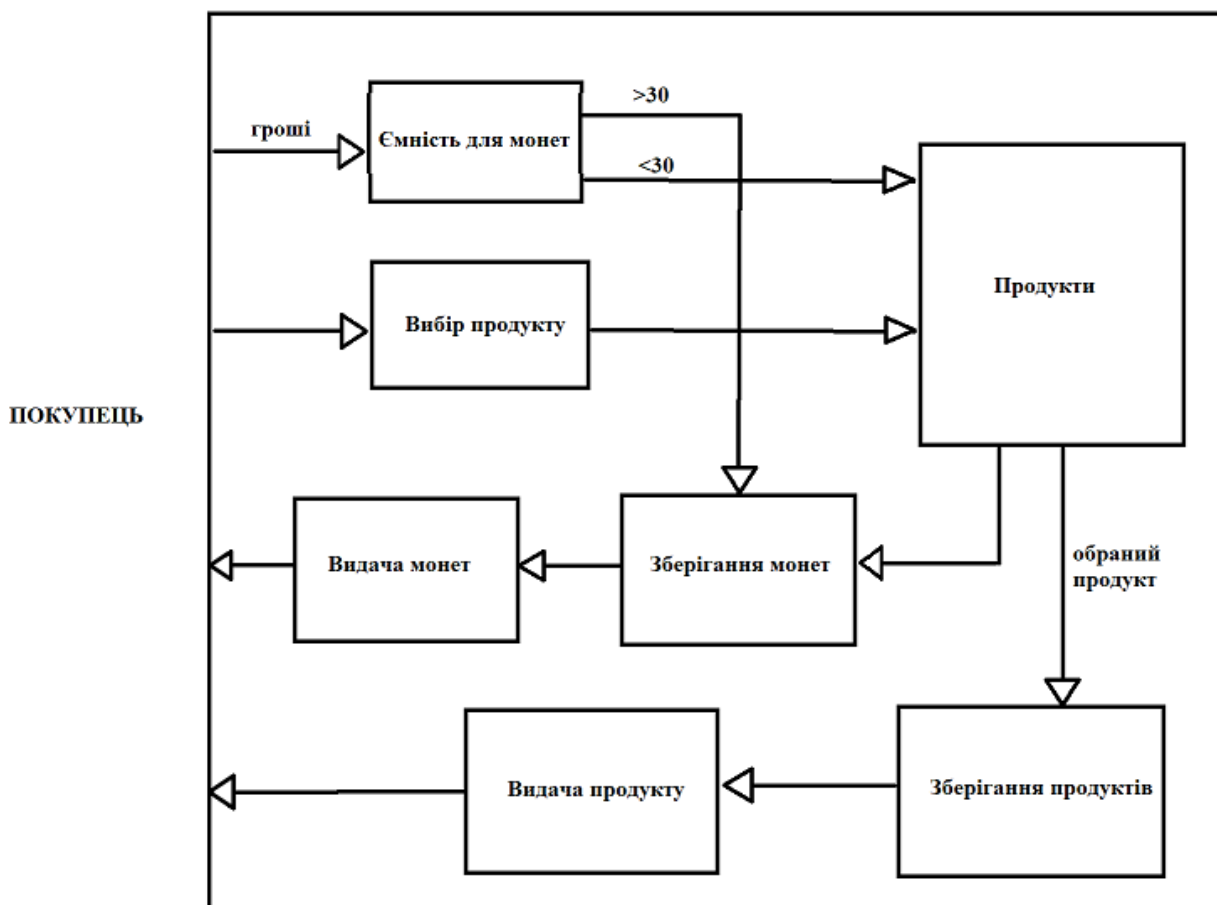 >30
гроші
Ємність для монет
<30
Продукти
Вибір продукту
ПОКУПЕЦЬ
Видача монет
Зберігання монет
обраний
продукт
Видача продукту
Зберігання продуктів